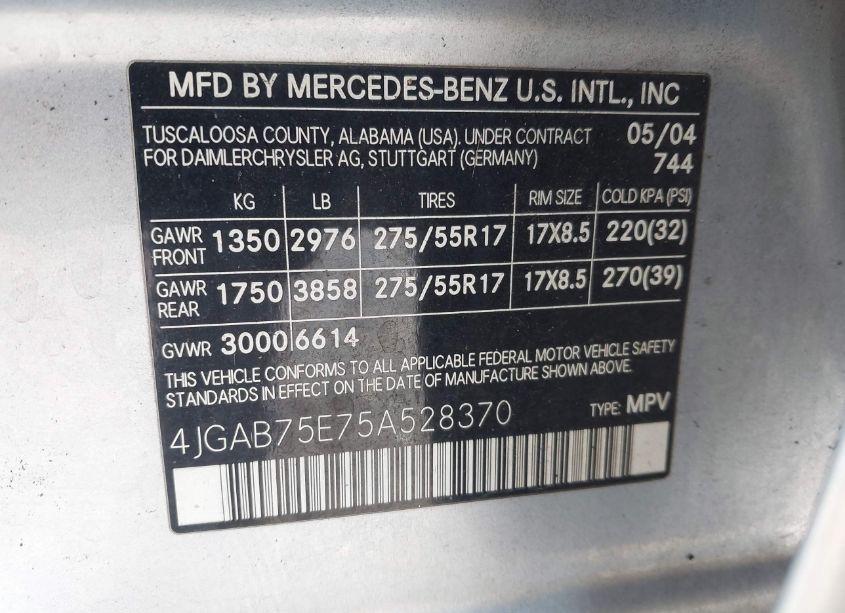 MFD BY MERCEDES-BENZ U.S. INTL., INC
TUSCALOOSA COUNTY, ALABAMA (USA). UNDER CONTRACT 05/04
FOR DAIMLERCHRYSLER AG, STUTTGART (GERMANY) 744
KG LB TIRES RIM SIZE COLD KPA (PSI)
GAWR FRONT 1350 2976 275/55R17 17X8.5 220(32)
GAWR REAR 1750 3858 275/55R17 17X8.5 270(39)
GVWR 3000 6614
THIS VEHICLE CONFORMS TO ALL APPLICABLE FEDERAL MOTOR VEHICLE SAFETY
STANDARDS IN EFFECT ON THE DATE OF MANUFACTURE SHOWN ABOVE.
4JGAB75E75A528370 TYPE: MPV